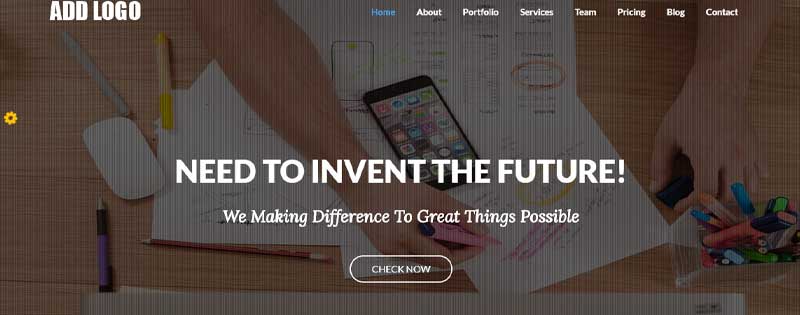 ADD LOGO
Home About Portfolio Services Team Pricing Blog Contact
NEED TO INVENT THE FUTURE!
We Making Difference To Great Things Possible
CHECK NOW